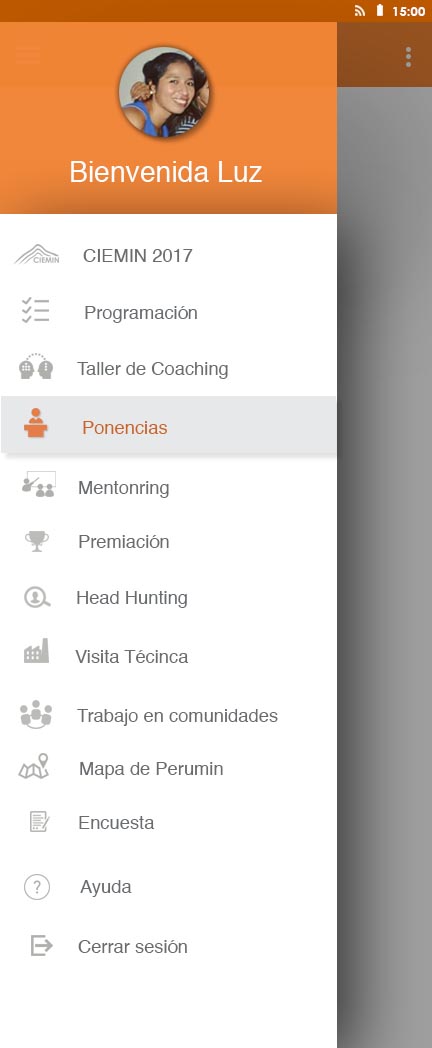 15:00
Bienvenida Luz
CIEMIN
CIEMIN 2017
Programación
Taller de Coaching
Ponencias
Mentonring
Premiación
Head Hunting
Visita Técinca
Trabajo en comunidades
Mapa de Perumin
Encuesta
?
Ayuda
Cerrar sesión